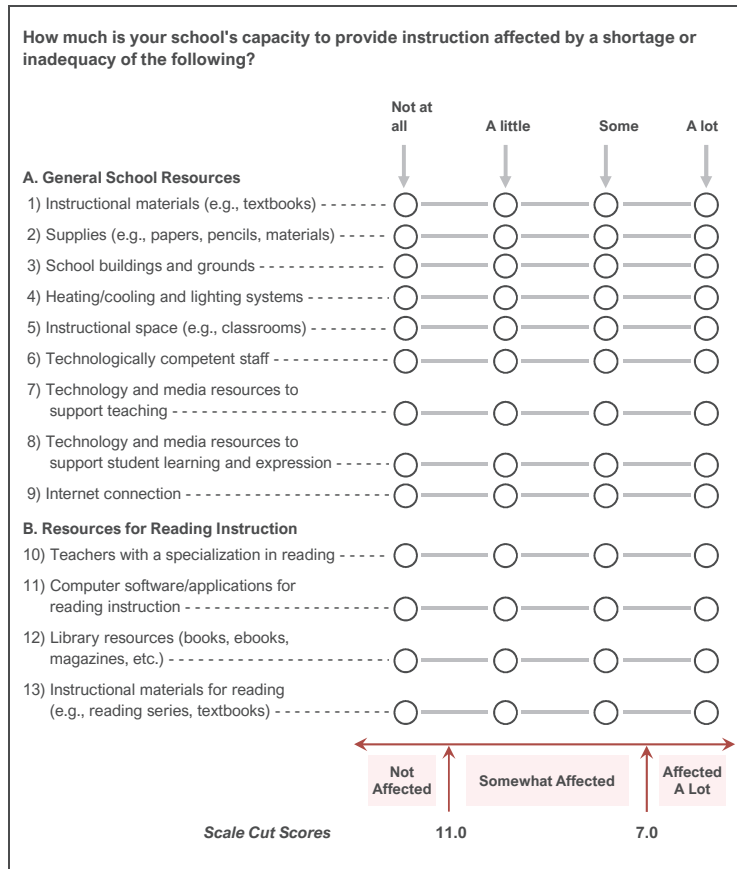 How much is your school's capacity to provide instruction affected by a shortage or
inadequacy of the following?
Not at
all A little Some A lot
A. General School Resources
1) Instructional materials (e.g., textbooks)
2) Supplies (e.g., papers, pencils, materials)
3) School buildings and grounds
4) Heating/cooling and lighting systems
5) Instructional space (e.g., classrooms)
6) Technologically competent staff
7) Technology and media resources to
support teaching
8) Technology and media resources to
support student learning and expression
9) Internet connection
B. Resources for Reading Instruction
10) Teachers with a specialization in reading
11) Computer software/applications for
reading instruction
12) Library resources (books, ebooks,
magazines, etc.)
13) Instructional materials for reading
(e.g., reading series, textbooks)
Not
Affected
Somewhat Affected
Affected
A Lot
Scale Cut Scores 11.0 7.0